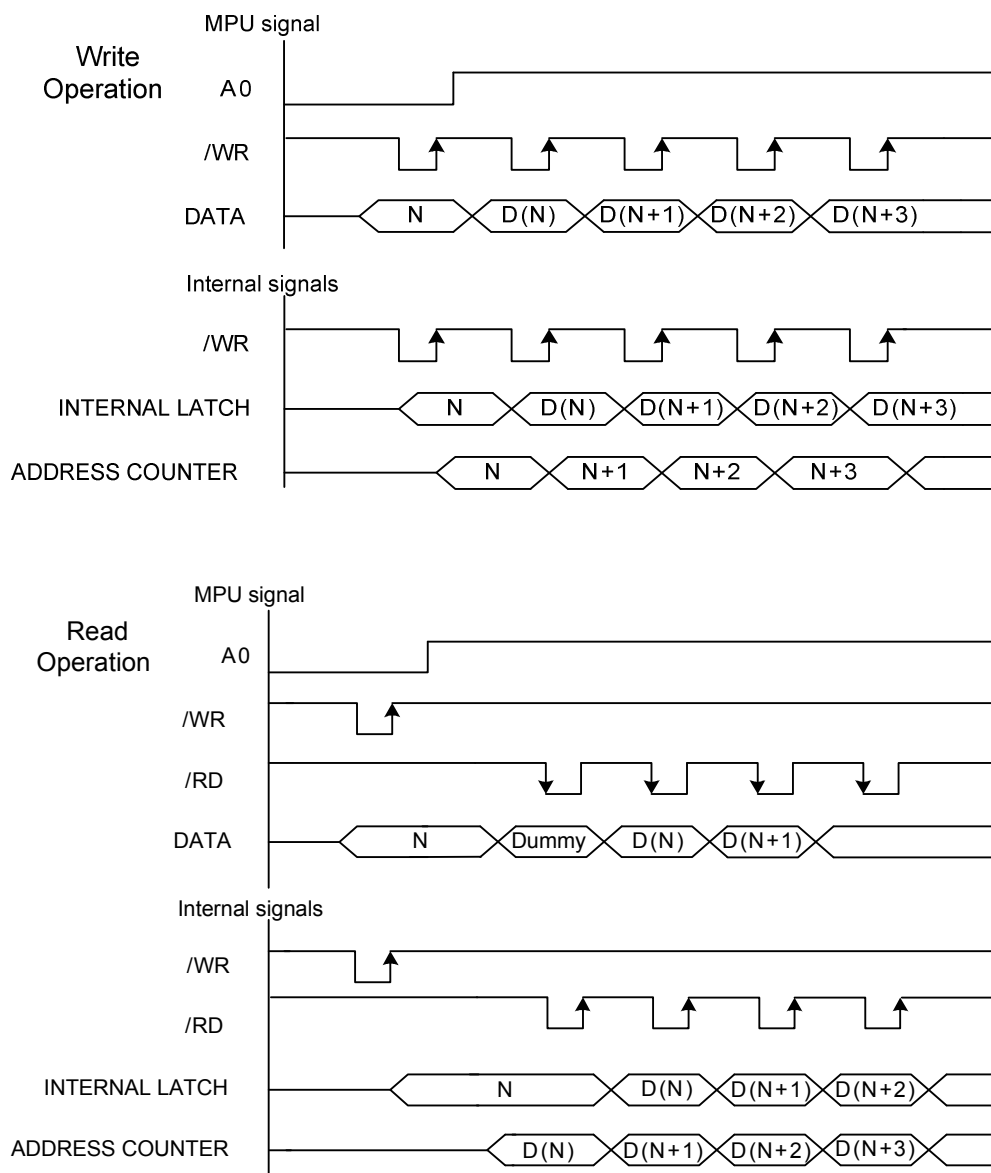 MPU signal
Write
Operation
A0
/WR
DATA N D(N) D(N+1) D(N+2) D(N+3)
Internal signals
/WR
INTERNAL LATCH N D(N) D(N+1) D(N+2) D(N+3)
ADDRESS COUNTER N N+1 N+2 N+3
MPU signal
Read
Operation
A0
/WR
/RD
DATA N Dummy D(N) D(N+1)
Internal signals
/WR
/RD
INTERNAL LATCH N D(N) D(N+1) D(N+2)
ADDRESS COUNTER D(N) D(N+1) D(N+2) D(N+3)